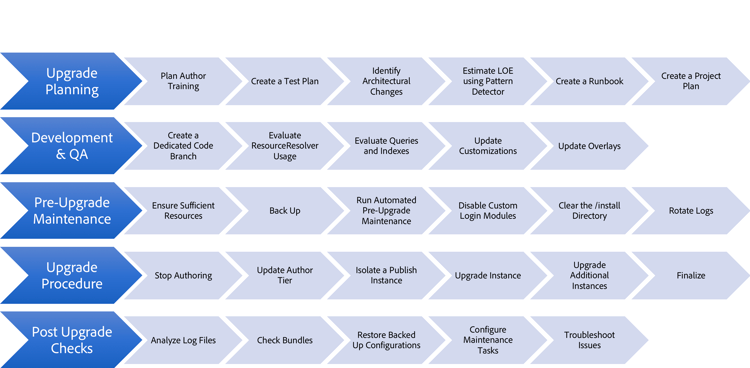 Upgrade
Planning
Plan Author
Training
Create a Test Plan
Identify
Architectural
Changes
Estimate LOE
using Pattern
Detector
Create a Runbook
Create a Project
Plan
Development
& QA
Create a
Dedicated Code
Branch
Evaluate
ResourceResolver
Usage
Evaluate Queries
and Indexes
Update
Customizations
Update Overlays
Pre-Upgrade
Maintenance
Ensure Sufficient
Resources
Back Up
Run Automated
Pre-Upgrade
Maintenance
Disable Custom
Login Modules
Clear the /install
Directory
Rotate Logs
Upgrade
Procedure
Stop Authoring
Update Author
Tier
Isolate a Publish
Instance
Upgrade Instance
Upgrade
Additional
Instances
Finalize
Post Upgrade
Checks
Analyze Log Files
Check Bundles
Restore Backed
Up Configurations
Configure
Maintenance
Tasks
Troubleshoot
Issues